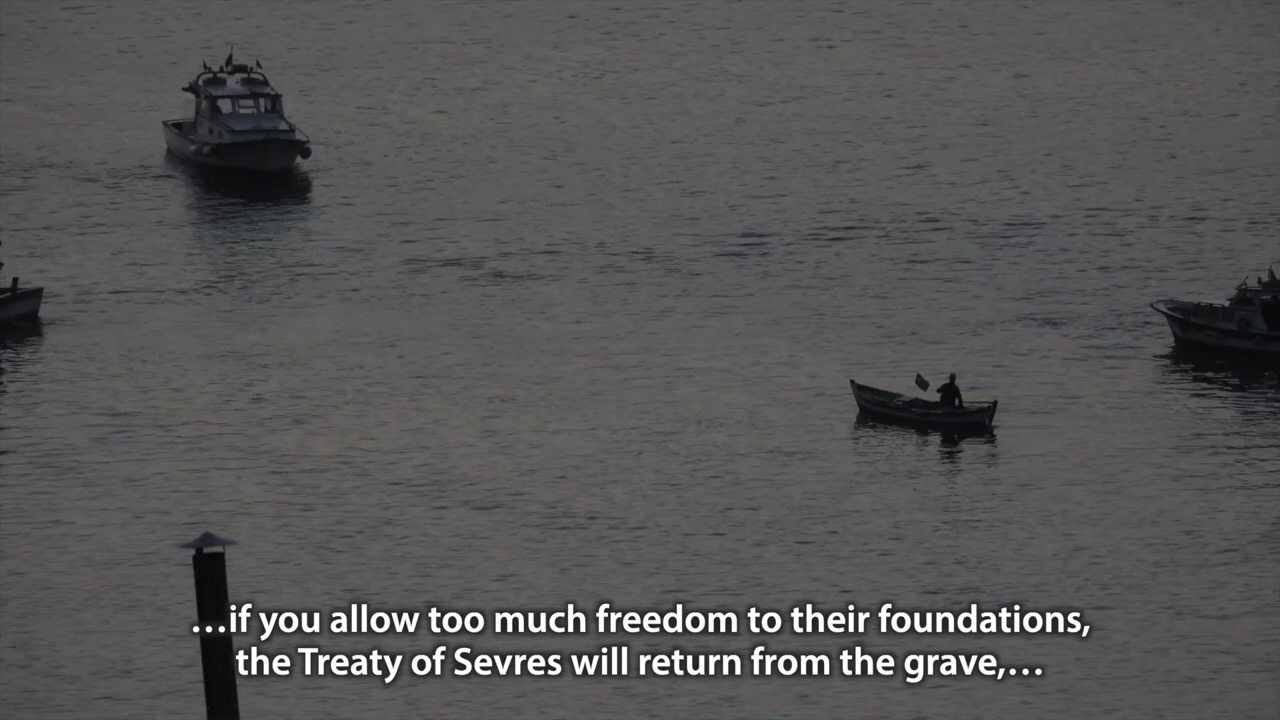 …if you allow too much freedom to their foundations,
the Treaty of Sevres will return from the grave,…